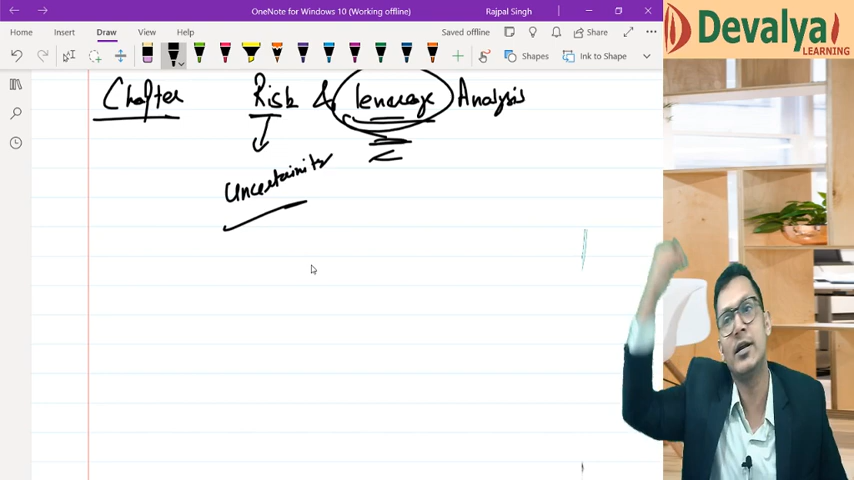 OneNote for Windows 10 (Working offline)
Rajpal Singh
Home Insert Draw View Help
Saved offline
Share
Shapes
Ink to Shape
Devalya
LEARNING
Chapter Risk & leverage Analysis
Uncertainity